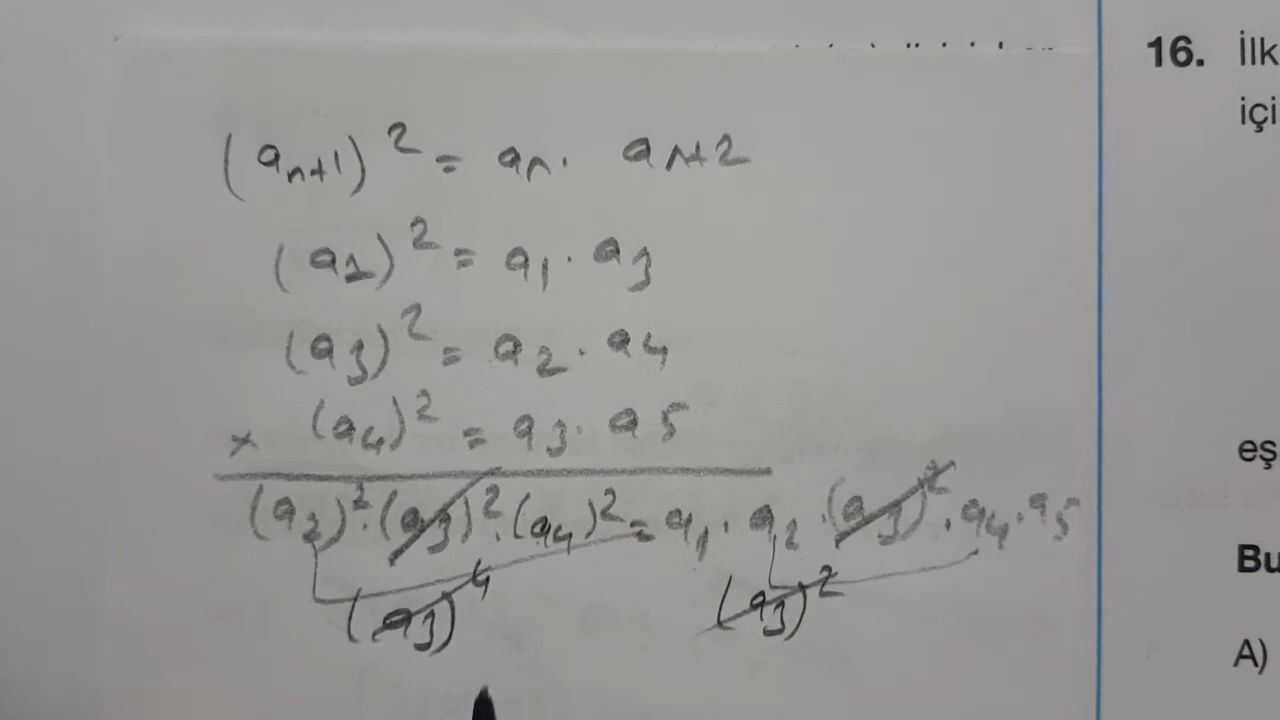 (aₙ₊₁)² = aₙ · aₙ₊₂
(a₂)² = a₁ · a₃
(a₃)² = a₂ · a₄
x (a₄)² = a₃ · a₅
(a₂)² · (a₃)² · (a₄)² = a₁ · a₂ · (a₃)² · a₄ · a₅
(a₃)⁴ (a₃)²
16. İlk
içi
eş
Bu
A)